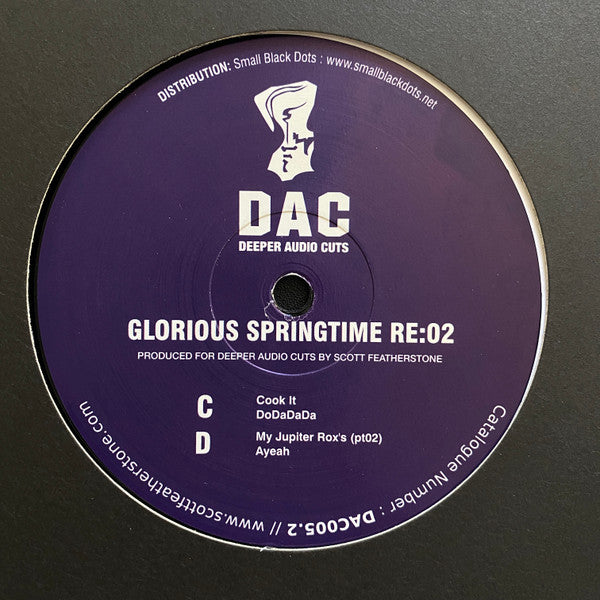 DISTRIBUTION: Small Black Dots : www.smallblackdots.net
DAC
DEEPER AUDIO CUTS
GLORIOUS SPRINGTIME RE:02
PRODUCED FOR DEEPER AUDIO CUTS BY SCOTT FEATHERSTONE
C
Cook It
DoDaDaDa
D
My Jupiter Rox's (pt02)
Ayeah
Catalogue Number : DAC005.2 // www.scottfeatherstone.com